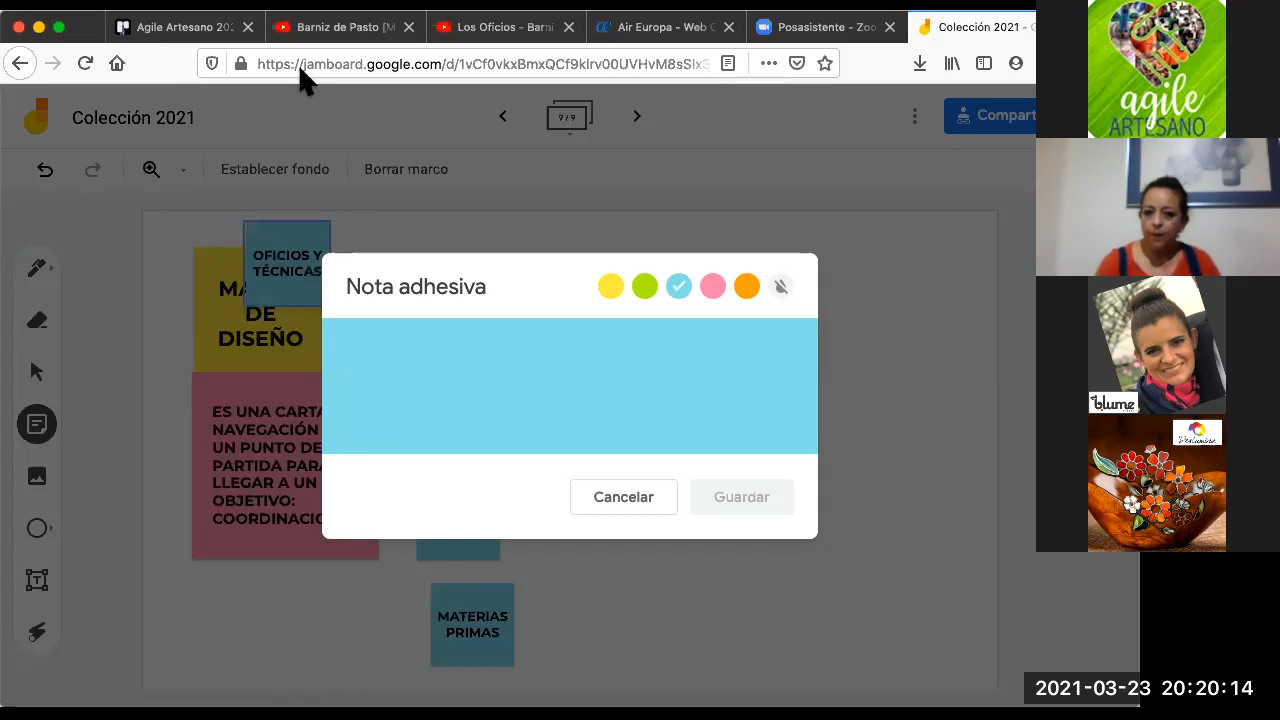 Agile Artesano 202
Barniz de Pasto [M
Los Oficios - Barni
Air Europa - Web C
Posasistente - Zoo
Colección 2021 - G
https://jamboard.google.com/d/1vCf0vkxBmxQCf9klrv00UVHvM8sSlx3
Colección 2021
9/9
Compart
Establecer fondo
Borrar marco
OFICIOS Y
TÉCNICAS
MA
DE
DISEÑO
ES UNA CARTA
NAVEGACIÓN
UN PUNTO DE
PARTIDA PARA
LLEGAR A UN
OBJETIVO:
COORDINACIO
Nota adhesiva
Cancelar
Guardar
MATERIAS
PRIMAS
agile
ARTESANO
blume
2021-03-23 20:20:14